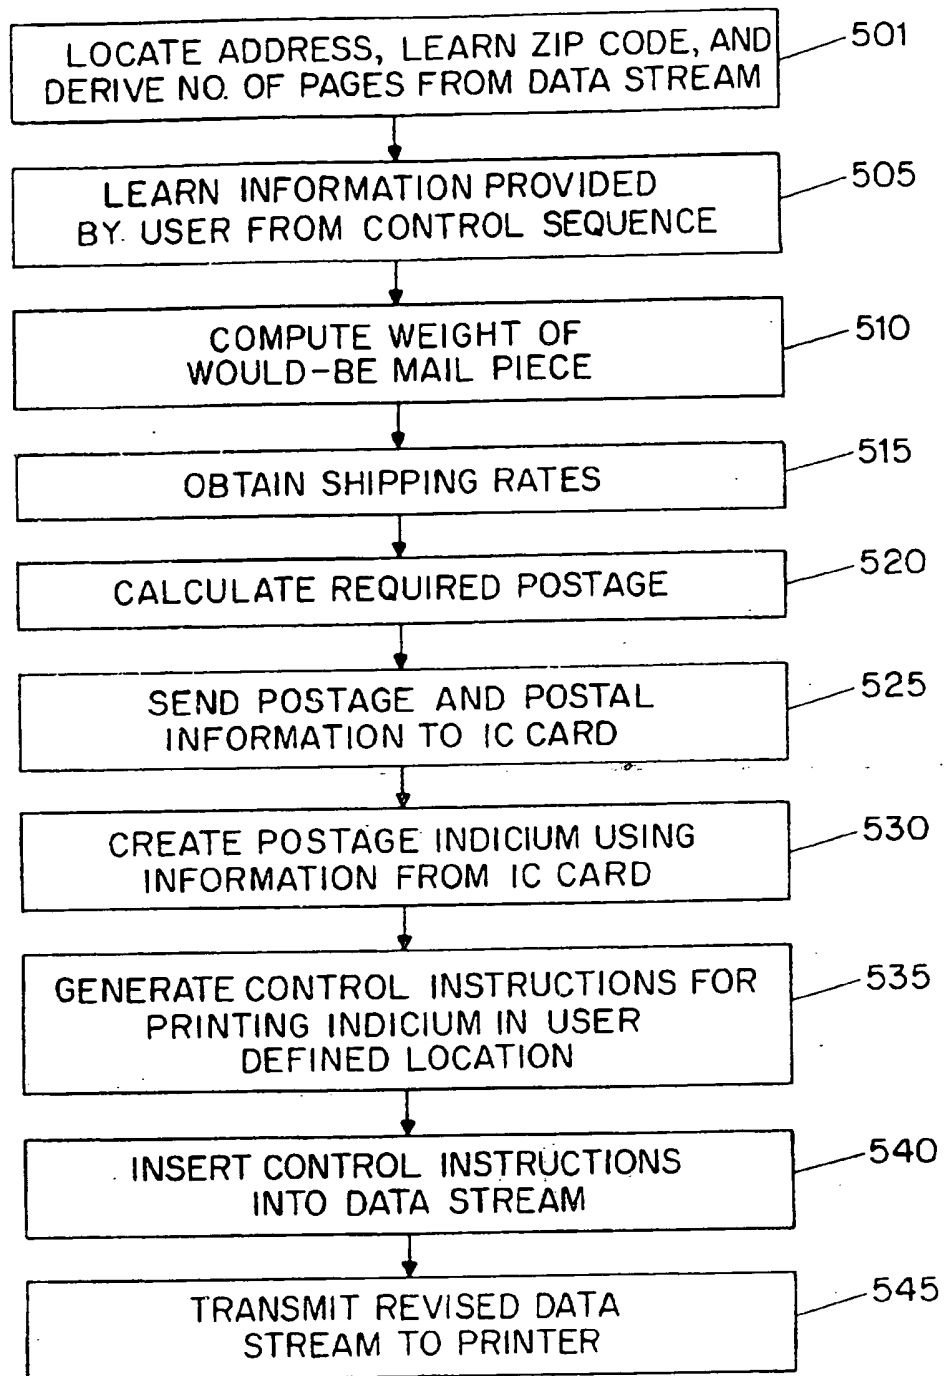 LOCATE ADDRESS, LEARN ZIP CODE, AND
DERIVE NO. OF PAGES FROM DATA STREAM
501
LEARN INFORMATION PROVIDED
BY USER FROM CONTROL SEQUENCE
505
COMPUTE WEIGHT OF
WOULD-BE MAIL PIECE
510
OBTAIN SHIPPING RATES
515
CALCULATE REQUIRED POSTAGE
520
SEND POSTAGE AND POSTAL
INFORMATION TO IC CARD
525
CREATE POSTAGE INDICIUM USING
INFORMATION FROM IC CARD
530
GENERATE CONTROL INSTRUCTIONS FOR
PRINTING INDICIUM IN USER
DEFINED LOCATION
535
INSERT CONTROL INSTRUCTIONS
INTO DATA STREAM
540
TRANSMIT REVISED DATA
STREAM TO PRINTER
545